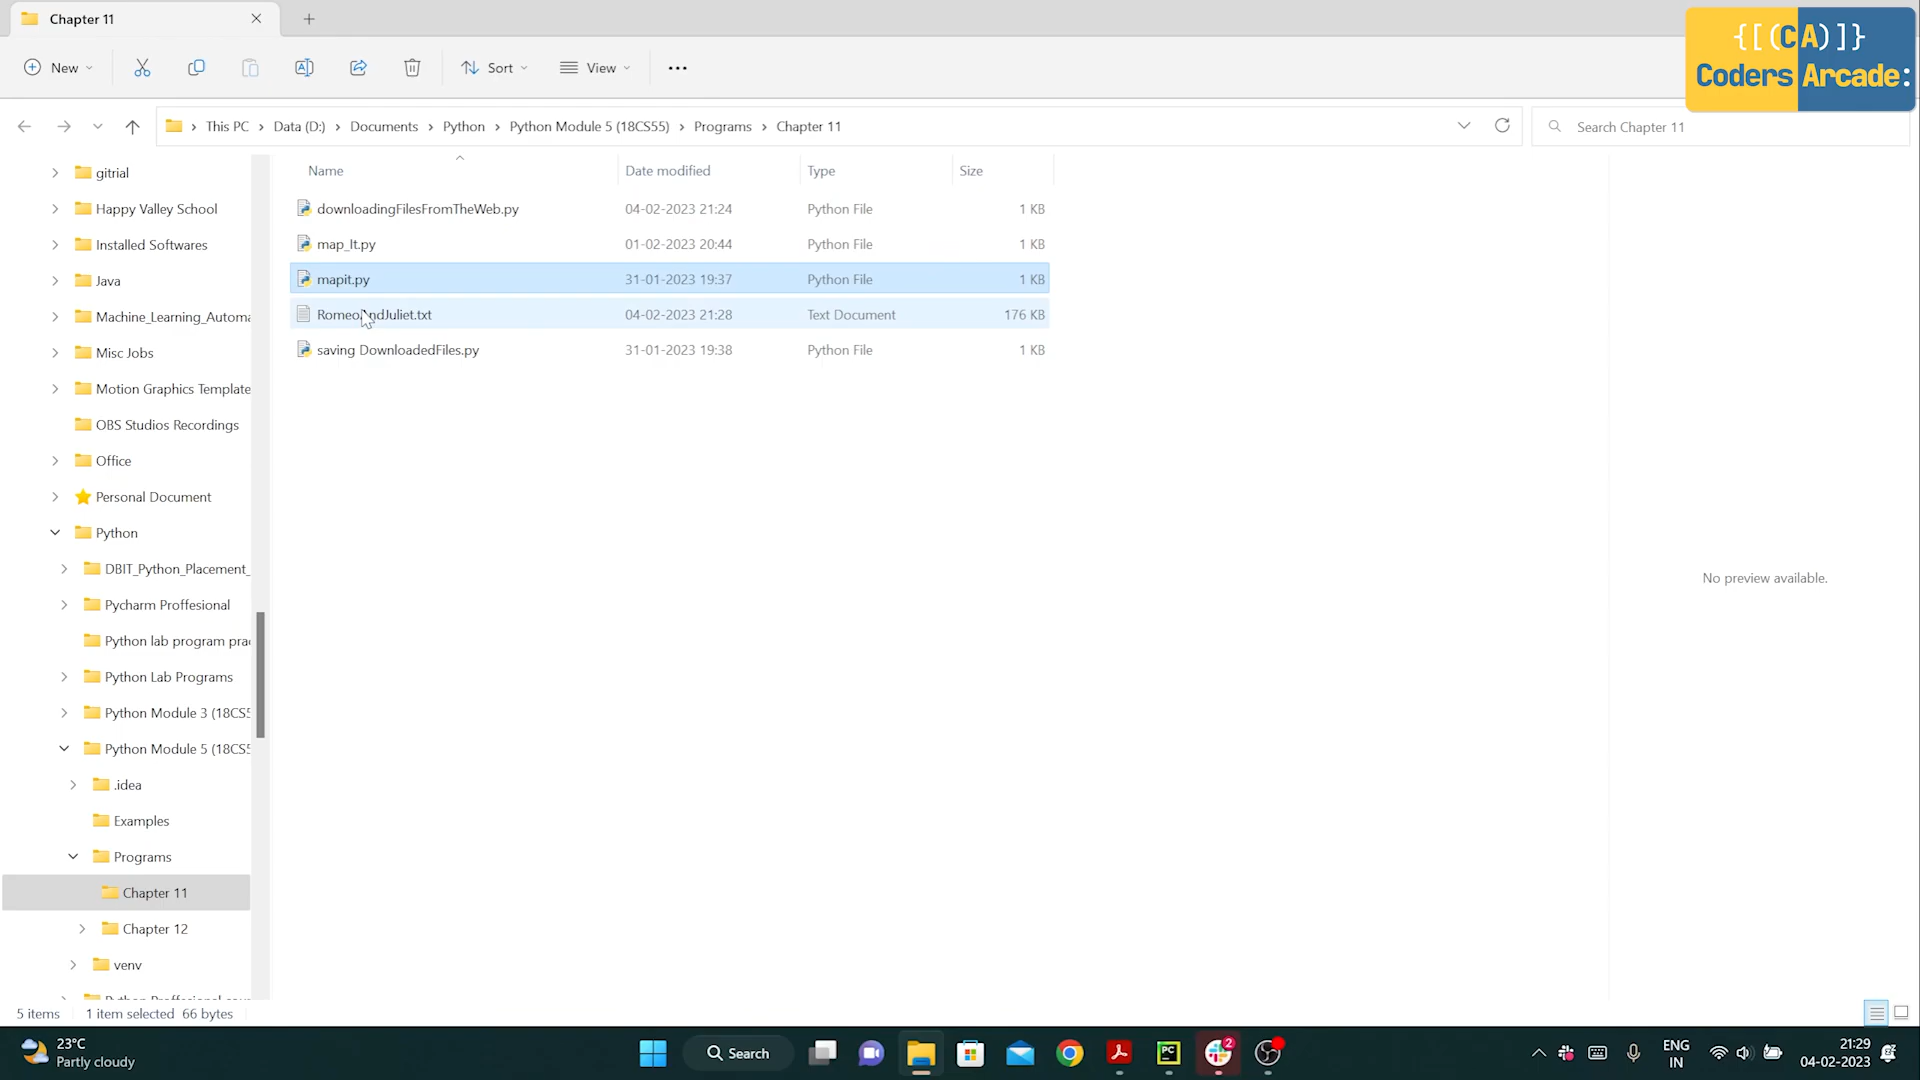 Chapter 11
{[(CA)]}
Coders Arcade:
New
Sort
View
This PC > Data (D:) > Documents > Python > Python Module 5 (18CS55) > Programs > Chapter 11
Search Chapter 11
Name Date modified Type Size
downloadingFilesFromTheWeb.py 04-02-2023 21:24 Python File 1 KB
map_It.py 01-02-2023 20:44 Python File 1 KB
mapit.py 31-01-2023 19:37 Python File 1 KB
RomeoAndJuliet.txt 04-02-2023 21:28 Text Document 176 KB
saving DownloadedFiles.py 31-01-2023 19:38 Python File 1 KB
gitrial
Happy Valley School
Installed Softwares
Java
Machine_Learning_Automa
Misc Jobs
Motion Graphics Template
OBS Studios Recordings
Office
Personal Document
Python
DBIT_Python_Placement_
Pycharm Proffesional
Python lab program prac
Python Lab Programs
Python Module 3 (18CS5
Python Module 5 (18CS5
.idea
Examples
Programs
Chapter 11
Chapter 12
venv
No preview available.
5 items 1 item selected 66 bytes
23°C
Partly cloudy
Search
PC
2
ENG
IN
21:29
04-02-2023